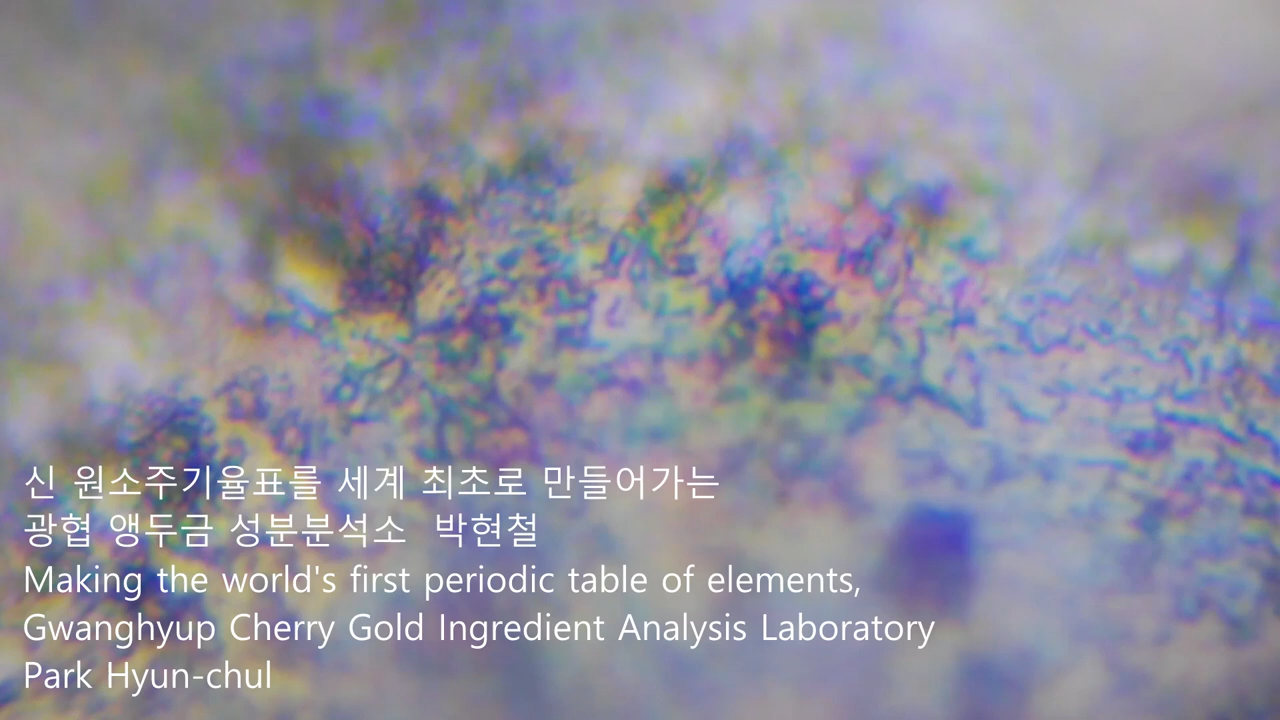 신 원소주기율표를 세계 최초로 만들어가는
광협 앵두금 성분분석소  박현철
Making the world's first periodic table of elements,
Gwanghyup Cherry Gold Ingredient Analysis Laboratory
Park Hyun-chul